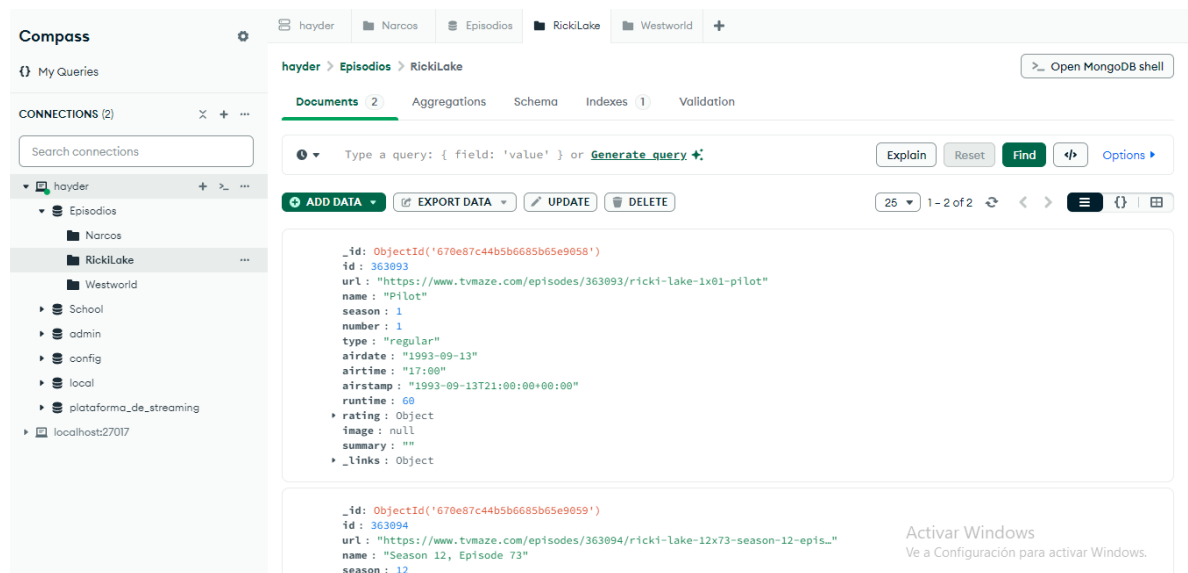 Compass
{} My Queries
CONNECTIONS (2)
Search connections
hayder
Episodios
Narcos
RickiLake
Westworld
School
admin
config
local
plataforma_de_streaming
localhost:27017
hayder Narcos Episodios RickiLake Westworld
hayder > Episodios > RickiLake
>_ Open MongoDB shell
Documents 2 Aggregations Schema Indexes 1 Validation
Type a query: { field: 'value' } or Generate query
Explain Reset Find </> Options
ADD DATA EXPORT DATA UPDATE DELETE
25 1 – 2 of 2 {}
_id: ObjectId('670e87c44b5b6685b65e9058')
id : 363093
url : "https://www.tvmaze.com/episodes/363093/ricki-lake-1x01-pilot"
name : "Pilot"
season : 1
number : 1
type : "regular"
airdate : "1993-09-13"
airtime : "17:00"
airstamp : "1993-09-13T21:00:00+00:00"
runtime : 60
rating : Object
image : null
summary : ""
_links : Object
_id: ObjectId('670e87c44b5b6685b65e9059')
id : 363094
url : "https://www.tvmaze.com/episodes/363094/ricki-lake-12x73-season-12-epis…"
name : "Season 12, Episode 73"
season : 12
Activar Windows
Ve a Configuración para activar Windows.